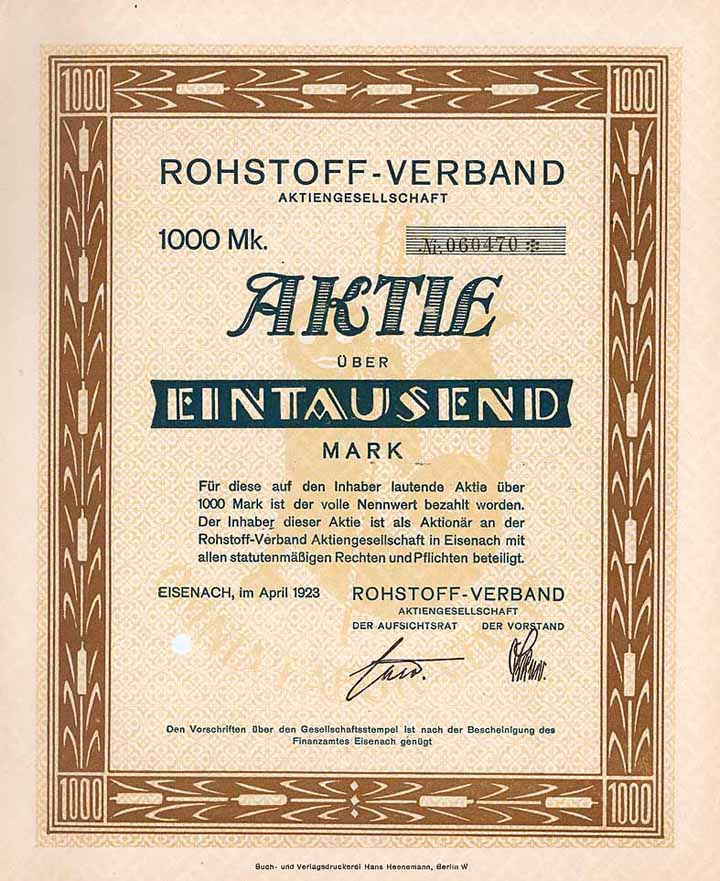 1000 1000
ROHSTOFF-VERBAND
AKTIENGESELLSCHAFT
1000 Mk.
Nr. 060470
AKTIE
ÜBER
EINTAUSEND
MARK
Für diese auf den Inhaber lautende Aktie über
1000 Mark ist der volle Nennwert bezahlt worden.
Der Inhaber dieser Aktie ist als Aktionär an der
Rohstoff-Verband Aktiengesellschaft in Eisenach mit
allen statutenmäßigen Rechten und Pflichten beteiligt.
EISENACH, im April 1923
ROHSTOFF-VERBAND
AKTIENGESELLSCHAFT
DER AUFSICHTSRAT DER VORSTAND
Den Vorschriften über den Gesellschaftsstempel ist nach der Bescheinigung des
Finanzamtes Eisenach genügt
1000 1000
Buch- und Verlagsdruckerei Hans Heenemann, Berlin W